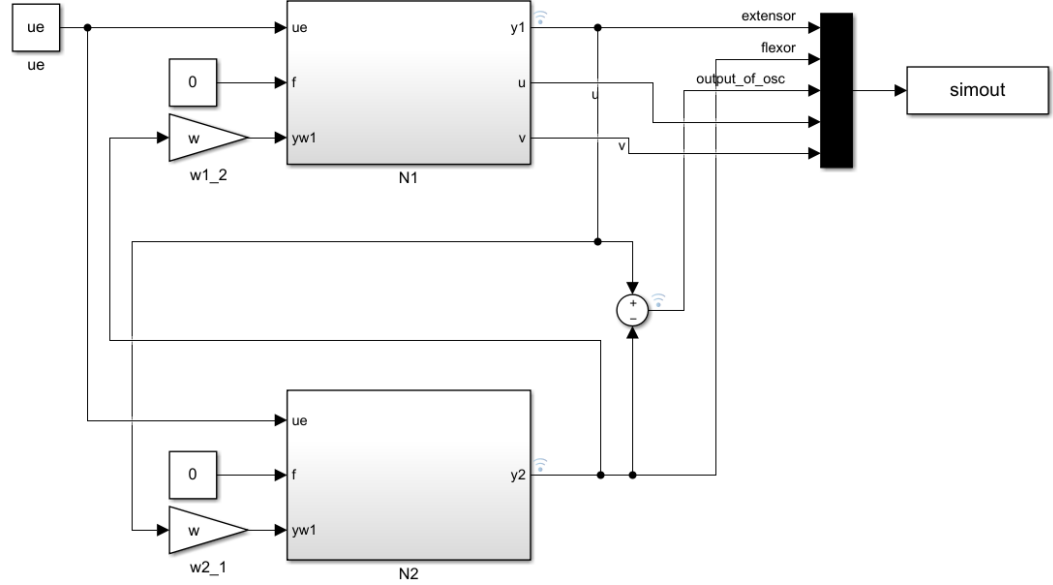 ue
ue
0
w
w1_2
ue
f
yw1
y1
u
v
N1
u
v
extensor
flexor
output_of_osc
simout
+
−
0
w
w2_1
ue
f
yw1
y2
N2